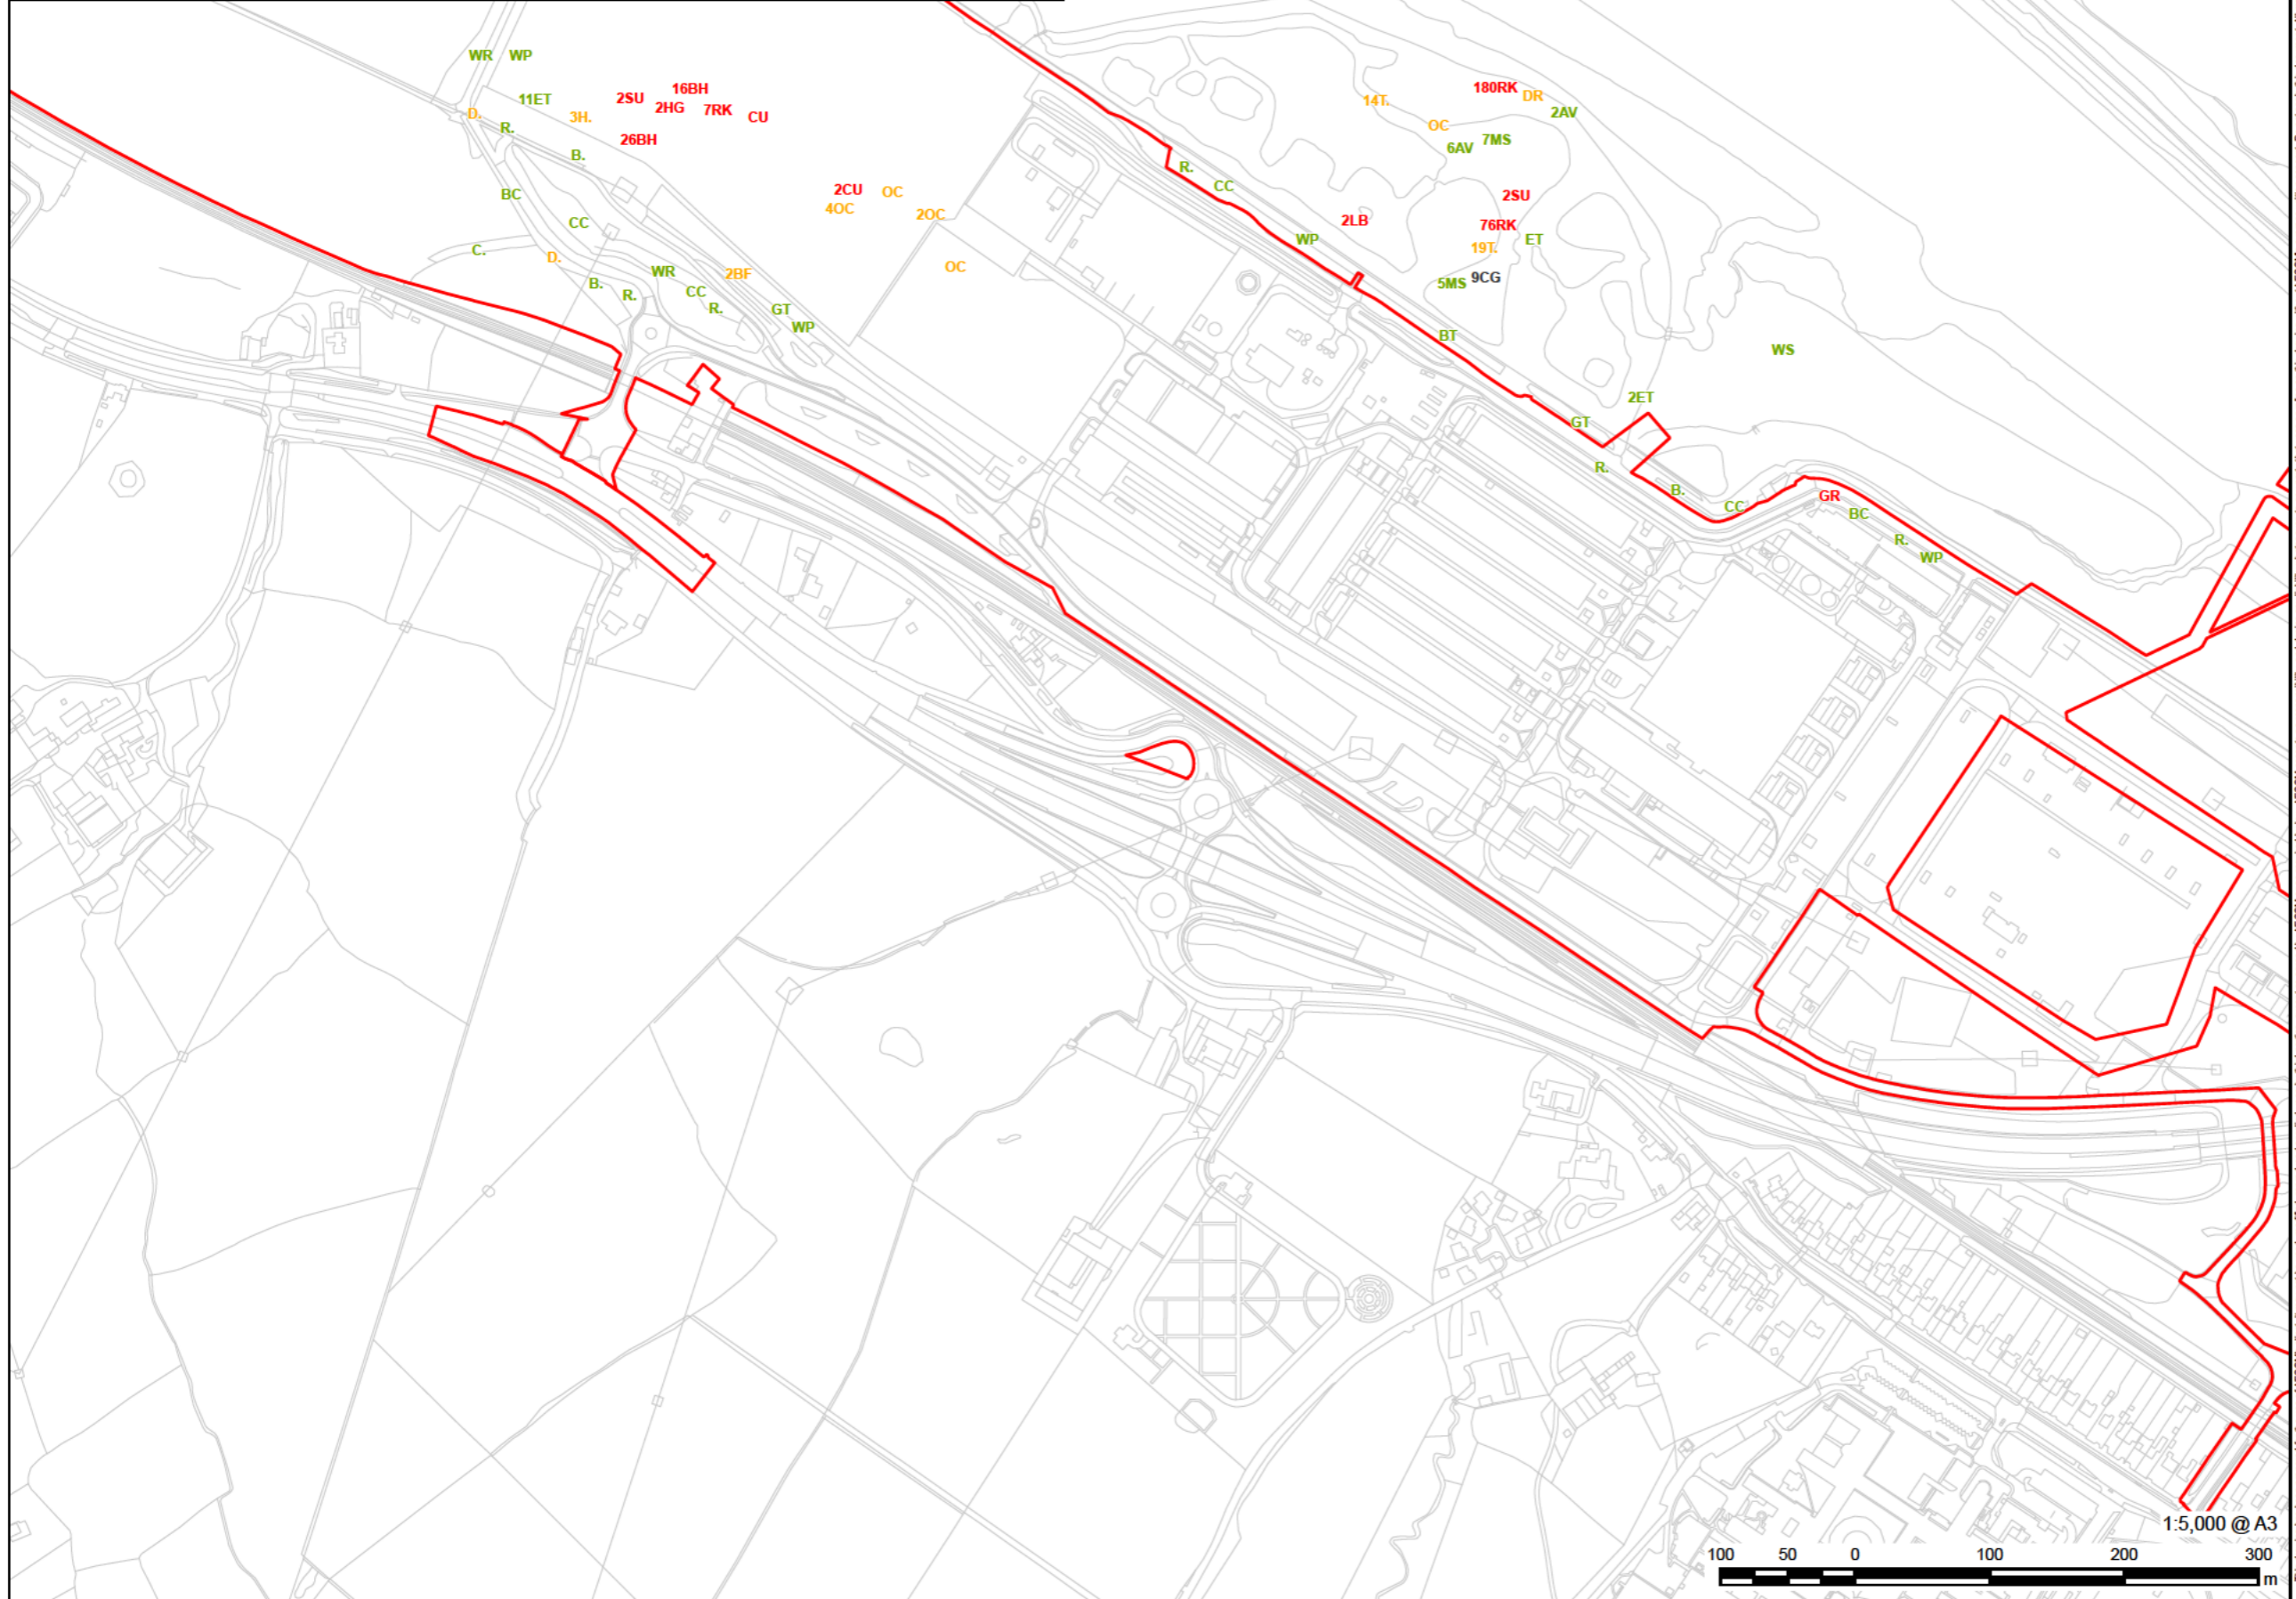 WR WP
16BH
180RK
11ET
2SU
DR
14T.
2HG
7RK
2AV
D.
3H.
CU
R.
OC
26BH
7MS
6AV
B.
R.
CC
BC
2CU
OC
2SU
4OC
2OC
2LB
CC
76RK
WP
ET
C.
19T.
D.
OC
WR
2BF
9CG
B.
5MS
CC
R.
R.
GT
WP
BT
WS
2ET
GT
R.
B.
GR
CC
BC
R.
WP
1:5,000 @ A3
100 50 0 100 200 300
m